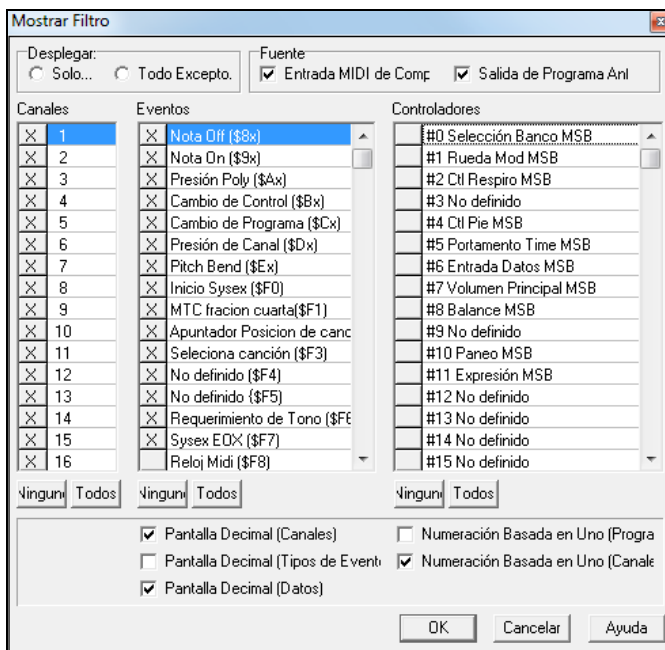 Mostrar Filtro
Desplegar:
Solo...
Todo Excepto.
Fuente
Entrada MIDI de Comp
Salida de Programa Anl
Canales
X 1
X 2
X 3
X 4
X 5
X 6
X 7
X 8
X 9
X 10
X 11
X 12
X 13
X 14
X 15
X 16
Ningun
Todos
Eventos
X Nota Off ($8x)
X Nota On ($9x)
X Presión Poly ($Ax)
X Cambio de Control ($Bx)
X Cambio de Programa ($Cx)
X Presión de Canal ($Dx)
X Pitch Bend ($Ex)
X Inicio Sysex ($F0)
X MTC fracion cuarta($F1)
X Apuntador Posicion de canc
X Seleciona canción ($F3)
X No definido ($F4)
X No definido {$F5)
X Requerimiento de Tono ($F6
X Sysex EOX ($F7)
Reloj Midi ($F8)
Ningun
Todos
Controladores
#0 Selección Banco MSB
#1 Rueda Mod MSB
#2 Ctl Respiro MSB
#3 No definido
#4 Ctl Pie MSB
#5 Portamento Time MSB
#6 Entrada Datos MSB
#7 Volumen Principal MSB
#8 Balance MSB
#9 No definido
#10 Paneo MSB
#11 Expresión MSB
#12 No definido
#13 No definido
#14 No definido
#15 No definido
Ningun
Todos
Pantalla Decimal (Canales)
Pantalla Decimal (Tipos de Evento
Pantalla Decimal (Datos)
Numeración Basada en Uno (Progra
Numeración Basada en Uno (Canale
OK
Cancelar
Ayuda